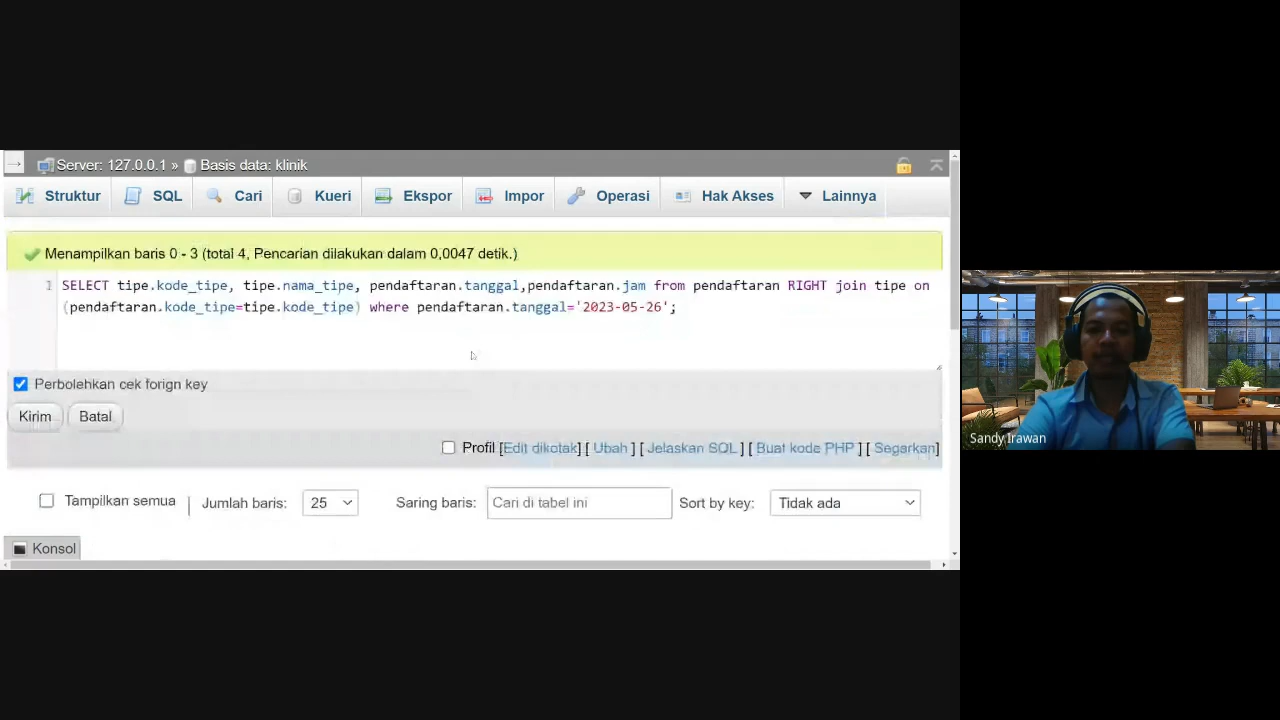 Server: 127.0.0.1 » Basis data: klinik
Struktur SQL Cari Kueri Ekspor Impor Operasi Hak Akses Lainnya
Menampilkan baris 0 - 3 (total 4, Pencarian dilakukan dalam 0,0047 detik.)
1 SELECT tipe.kode_tipe, tipe.nama_tipe, pendaftaran.tanggal,pendaftaran.jam from pendaftaran RIGHT join tipe on
(pendaftaran.kode_tipe=tipe.kode_tipe) where pendaftaran.tanggal='2023-05-26';
Perbolehkan cek forign key
Kirim Batal
Profil [Edit dikotak] [ Ubah ] [ Jelaskan SQL ] [ Buat kode PHP ] [ Segarkan]
Tampilkan semua | Jumlah baris: 25 Saring baris: Cari di tabel ini Sort by key: Tidak ada
Konsol
Sandy Irawan